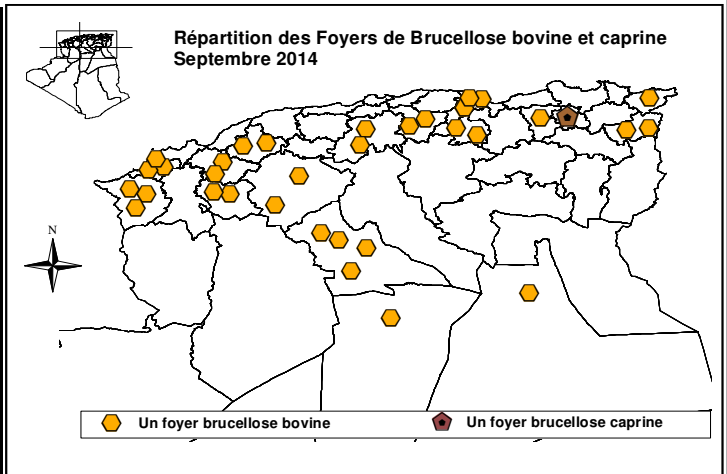 Répartition des Foyers de Brucellose bovine et caprine
Septembre 2014
N
Un foyer brucellose bovine
Un foyer brucellose caprine